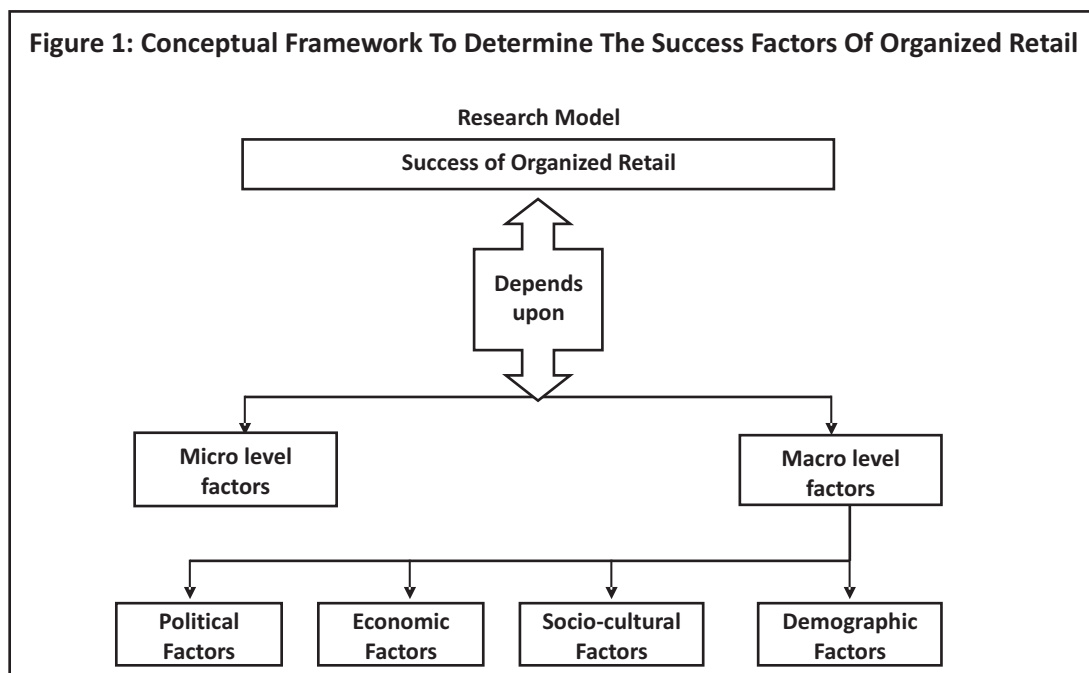 Figure 1: Conceptual Framework To Determine The Success Factors Of Organized Retail
Research Model
Success of Organized Retail
Depends
upon
Micro level
factors
Macro level
factors
Political
Factors
Economic
Factors
Socio-cultural
Factors
Demographic
Factors